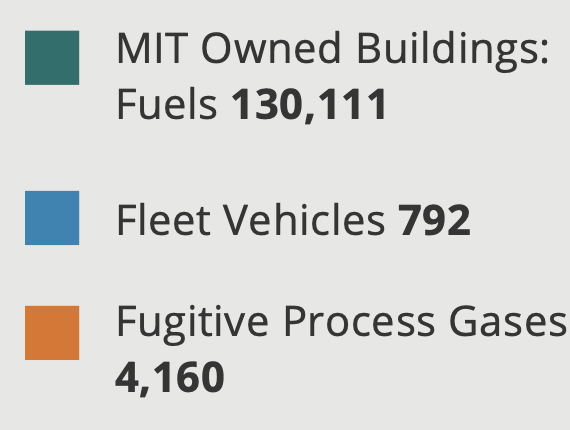 MIT Owned Buildings:
Fuels 130,111
Fleet Vehicles 792
Fugitive Process Gases
4,160